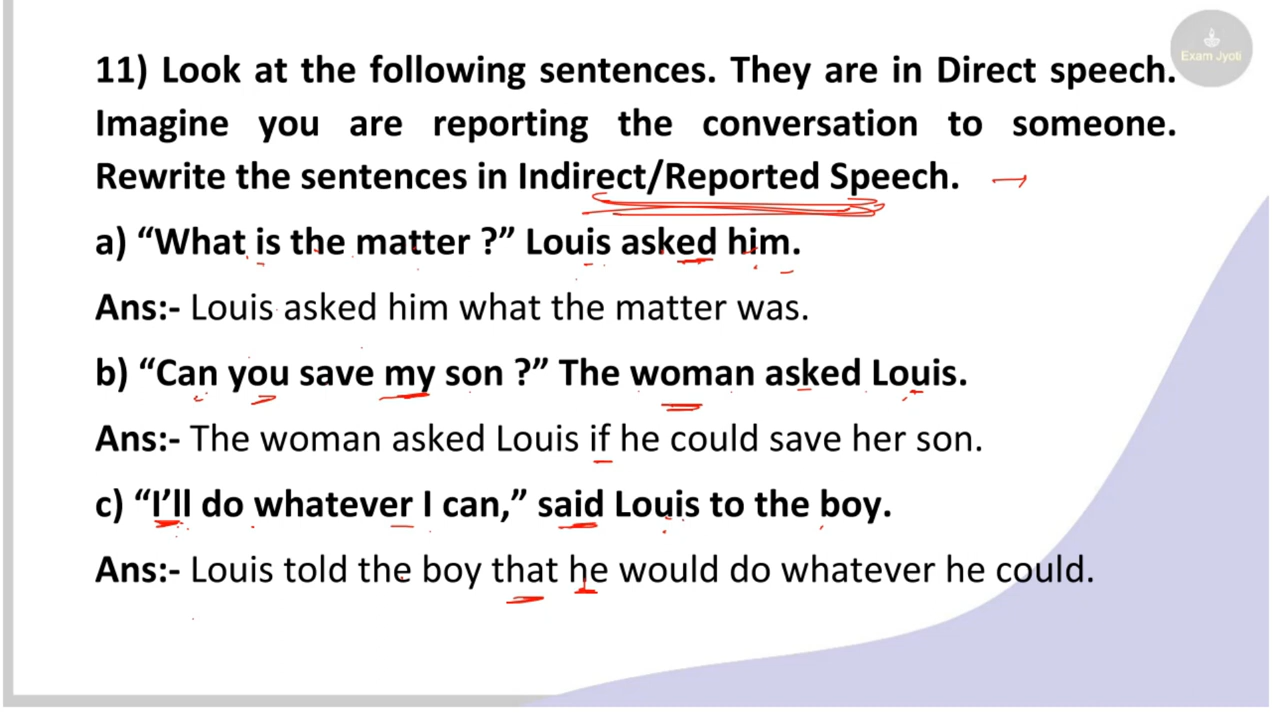 Exam Jyoti
11) Look at the following sentences. They are in Direct speech.
Imagine you are reporting the conversation to someone.
Rewrite the sentences in Indirect/Reported Speech.
a) “What is the matter ?” Louis asked him.
Ans:- Louis asked him what the matter was.
b) “Can you save my son ?” The woman asked Louis.
Ans:- The woman asked Louis if he could save her son.
c) “I’ll do whatever I can,” said Louis to the boy.
Ans:- Louis told the boy that he would do whatever he could.